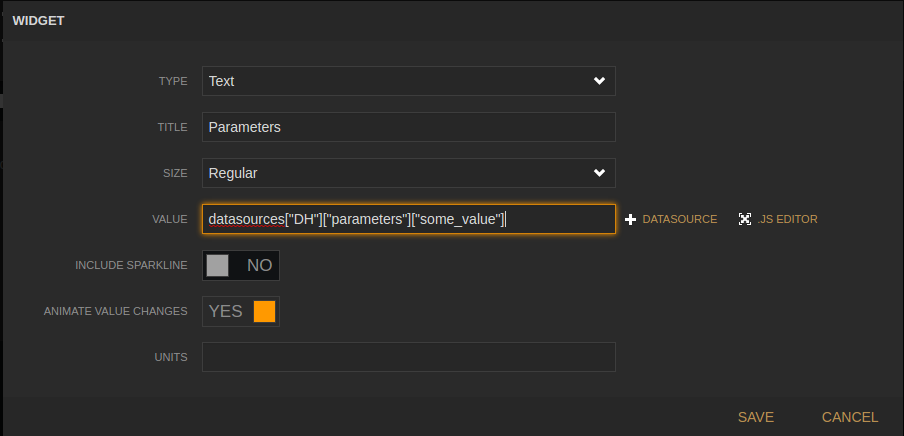 WIDGET
TYPE Text
TITLE Parameters
SIZE Regular
VALUE datasources["DH"]["parameters"]["some_value"] DATASOURCE .JS EDITOR
INCLUDE SPARKLINE NO
ANIMATE VALUE CHANGES YES
UNITS
SAVE CANCEL